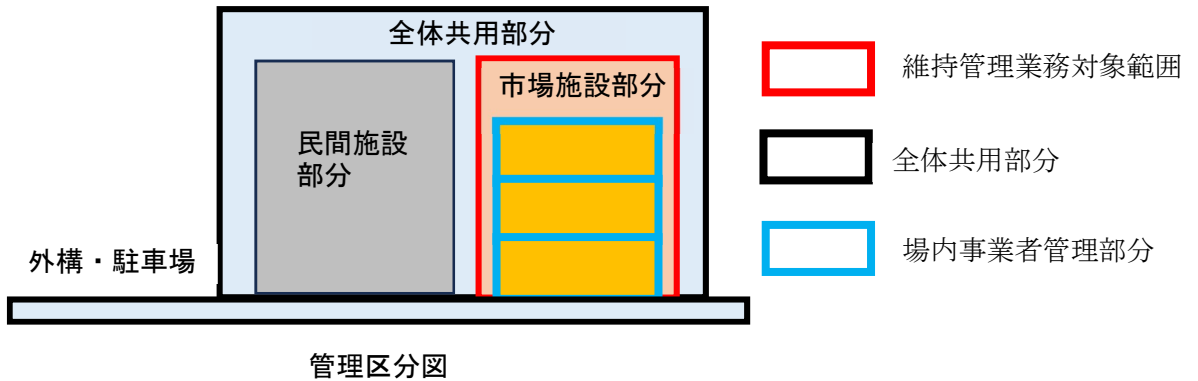 全体共用部分
市場施設部分
民間施設
部分
外構・駐車場
維持管理業務対象範囲
全体共用部分
場内事業者管理部分
管理区分図